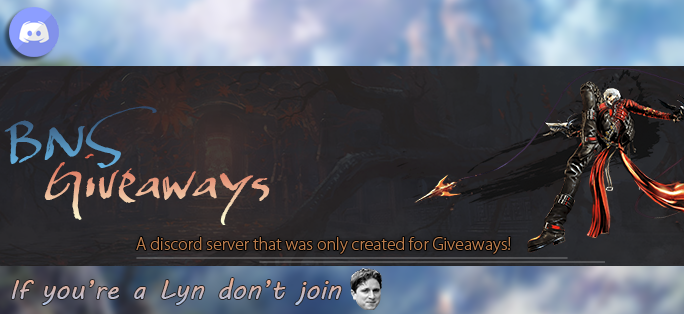 BNS
Giveaways
A discord server that was only created for Giveaways!
If you're a Lyn don't join